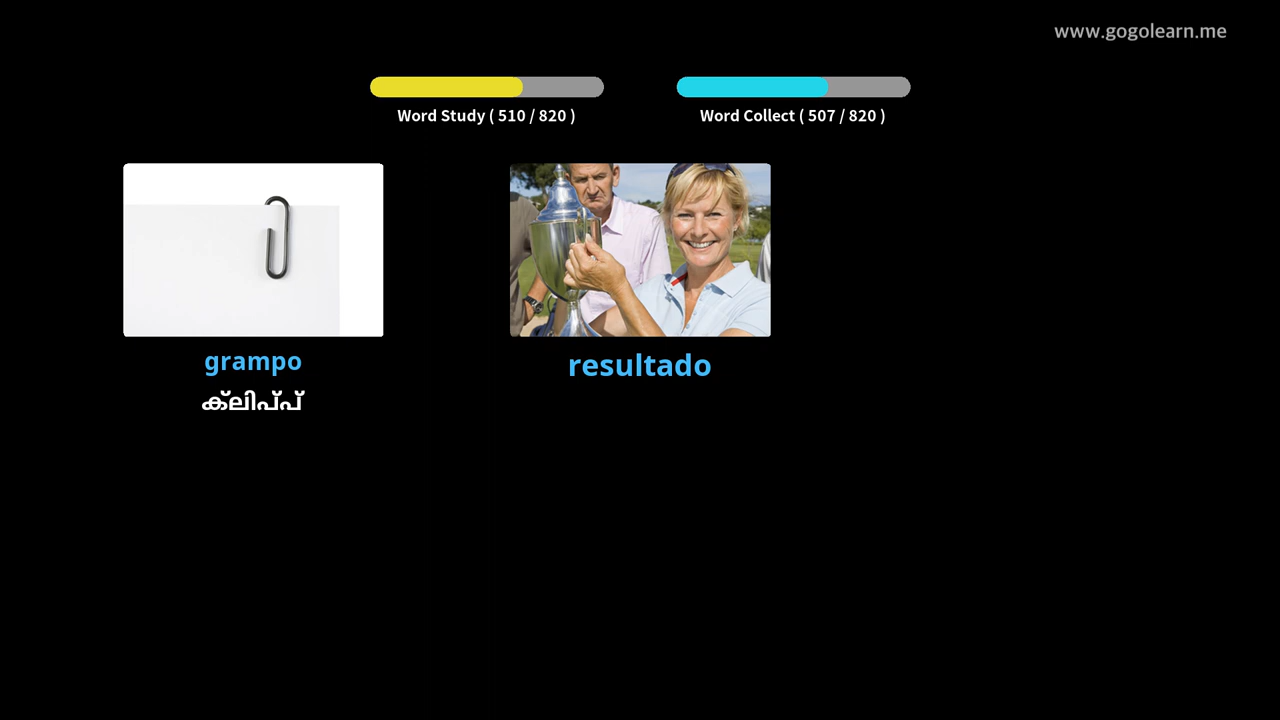 www.gogolearn.me
Word Study ( 510 / 820 )
Word Collect ( 507 / 820 )
grampo
ക്ലിപ്പ്
resultado